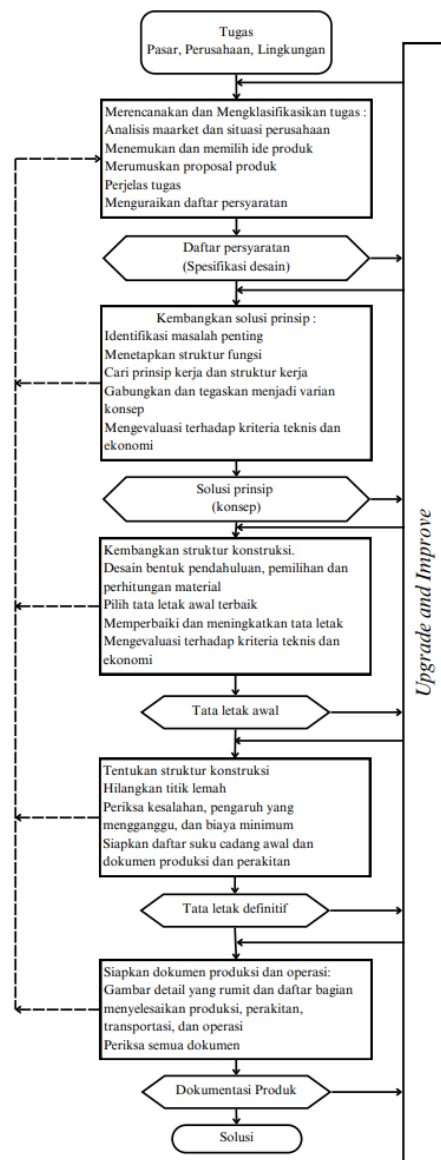 Tugas
Pasar, Perusahaan, Lingkungan
Merencanakan dan Mengklasifikasikan tugas :
Analisis maarket dan situasi perusahaan
Menemukan dan memilih ide produk
Merumuskan proposal produk
Perjelas tugas
Menguraikan daftar persyaratan
Daftar persyaratan
(Spesifikasi desain)
Kembangkan solusi prinsip :
Identifikasi masalah penting
Menetapkan struktur fungsi
Cari prinsip kerja dan struktur kerja
Gabungkan dan tegaskan menjadi varian
konsep
Mengevaluasi terhadap kriteria teknis dan
ekonomi
Solusi prinsip
(konsep)
Kembangkan struktur konstruksi.
Desain bentuk pendahuluan, pemilihan dan
perhitungan material
Pilih tata letak awal terbaik
Memperbaiki dan meningkatkan tata letak
Mengevaluasi terhadap kriteria teknis dan
ekonomi
Tata letak awal
Tentukan struktur konstruksi
Hilangkan titik lemah
Periksa kesalahan, pengaruh yang
mengganggu, dan biaya minimum
Siapkan daftar suku cadang awal dan
dokumen produksi dan perakitan
Tata letak definitif
Siapkan dokumen produksi dan operasi:
Gambar detail yang rumit dan daftar bagian
menyelesaikan produksi, perakitan,
transportasi, dan operasi
Periksa semua dokumen
Dokumentasi Produk
Solusi
Upgrade and Improve